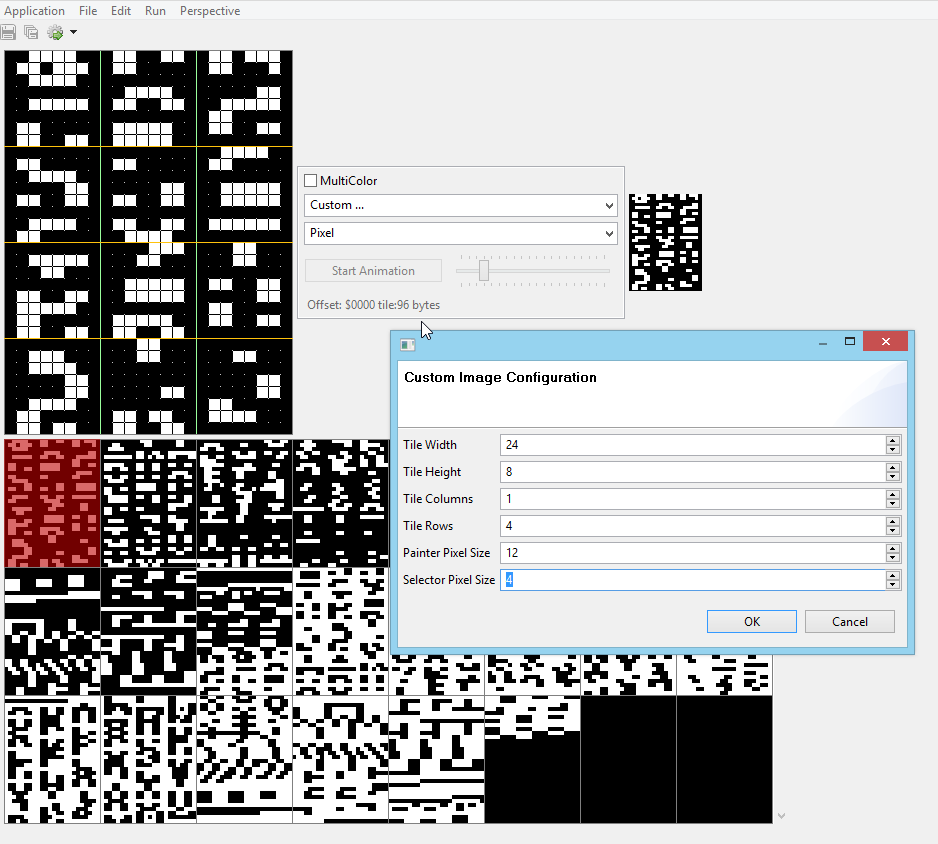 Application File Edit Run Perspective
MultiColor
Custom ...
Pixel
Start Animation
Offset: $0000 tile:96 bytes
Custom Image Configuration
Tile Width 24
Tile Height 8
Tile Columns 1
Tile Rows 4
Painter Pixel Size 12
Selector Pixel Size 4
OK Cancel